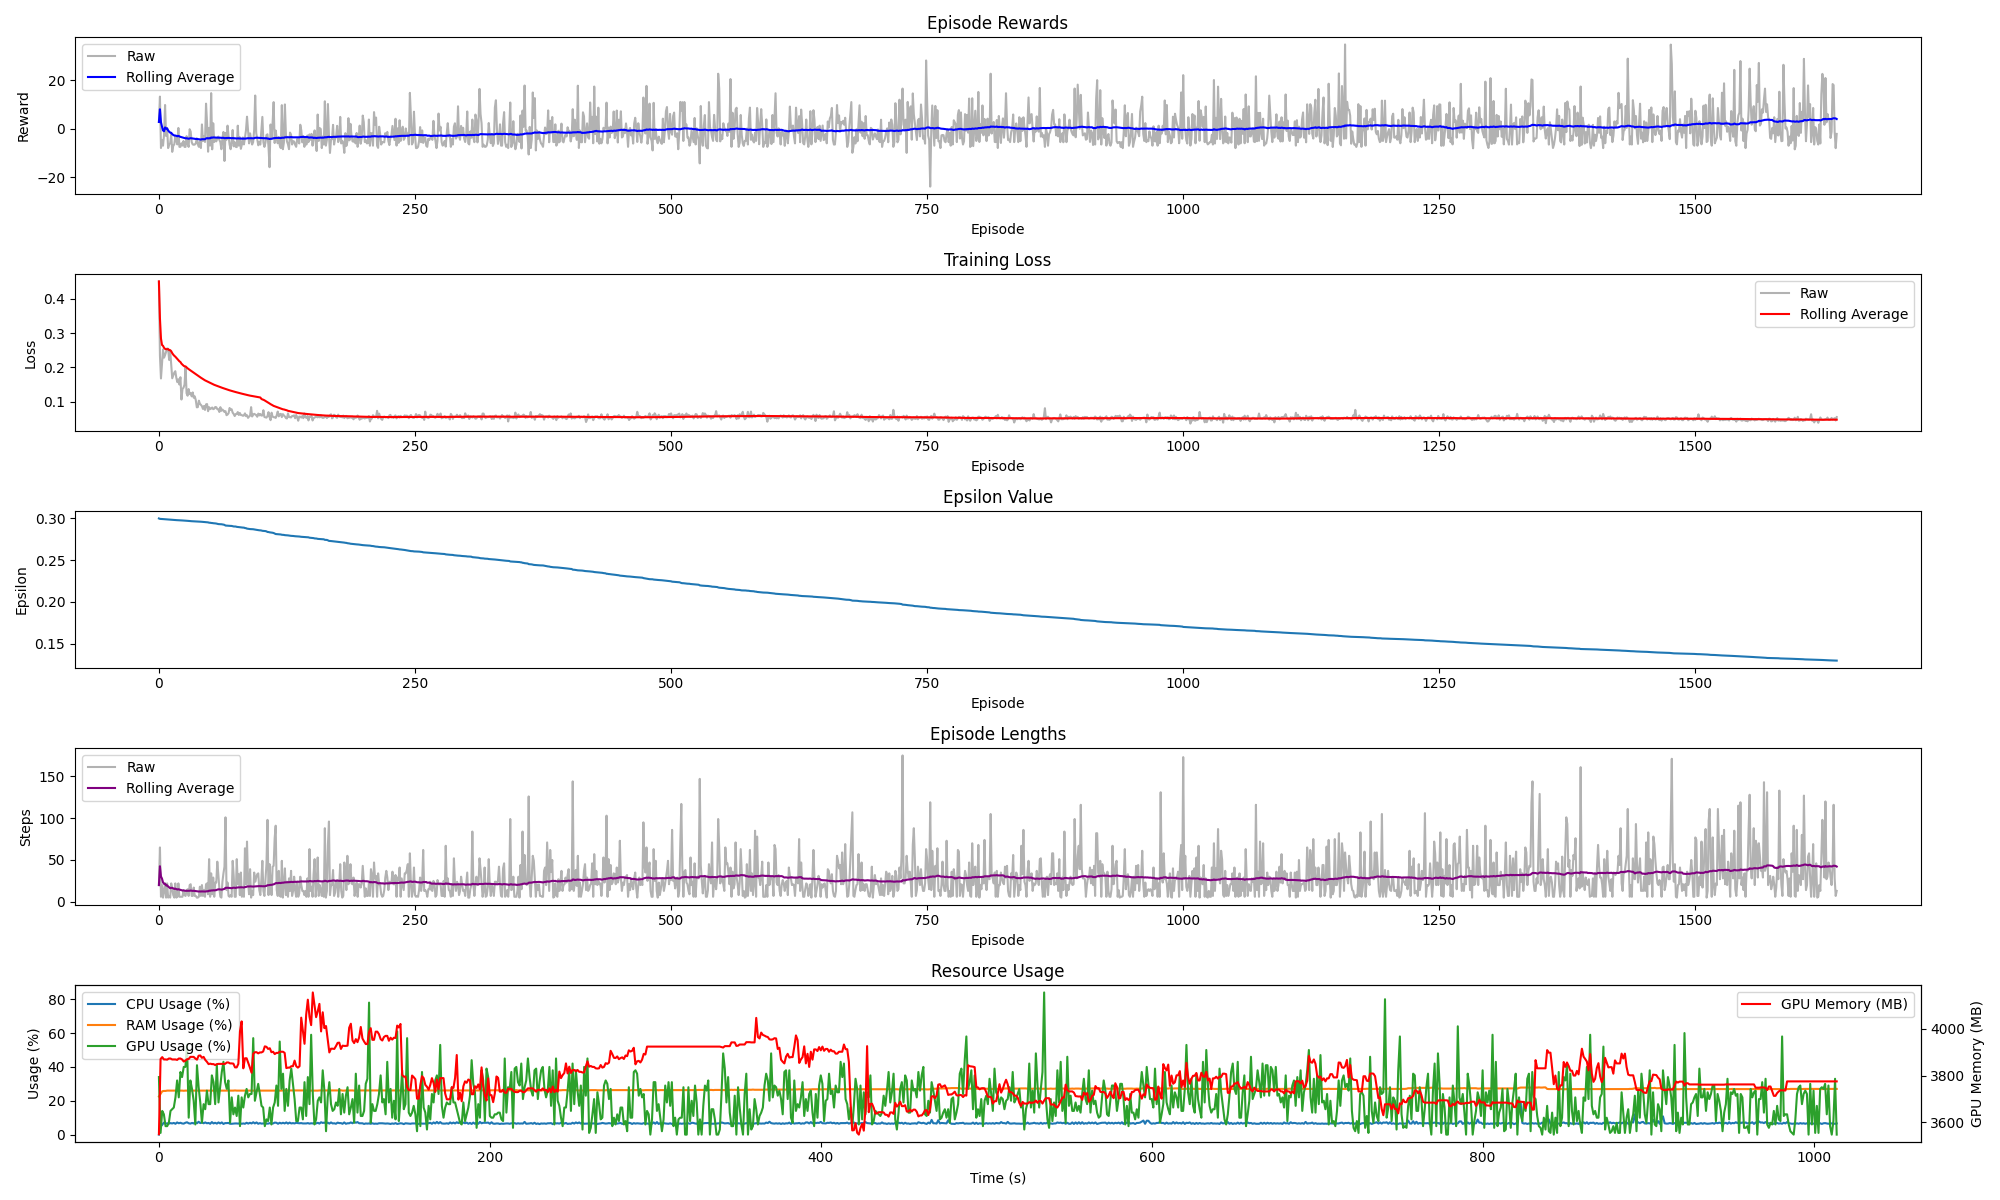 Episode Rewards
Raw
Rolling Average
Reward
20
0
−20
0 250 500 750 1000 1250 1500
Episode
Training Loss
Raw
Rolling Average
Loss
0.4
0.3
0.2
0.1
0 250 500 750 1000 1250 1500
Episode
Epsilon Value
Epsilon
0.30
0.25
0.20
0.15
0 250 500 750 1000 1250 1500
Episode
Episode Lengths
Raw
Rolling Average
Steps
150
100
50
0
0 250 500 750 1000 1250 1500
Episode
Resource Usage
CPU Usage (%)
RAM Usage (%)
GPU Usage (%)
GPU Memory (MB)
Usage (%)
80
60
40
20
0
4000
3800
3600
GPU Memory (MB)
0 200 400 600 800 1000
Time (s)